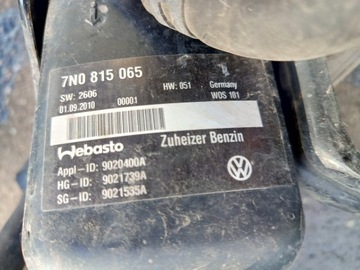 7N0 815 065
SW: 2606 HW: 051 Germany
01.09.2010 00001 WOS 181
Webasto Zuheizer Benzin
Appl-ID: 9020400A
HG-ID: 9021739A
SG-ID: 9021535A